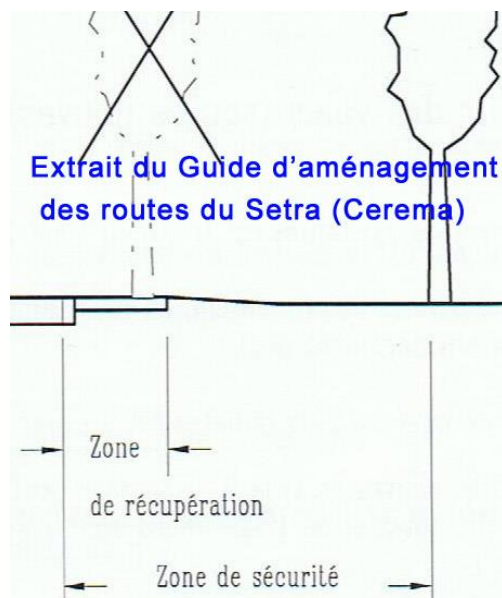 Extrait du Guide d'aménagement
des routes du Setra (Cerema)
Zone
de récupération
Zone de sécurité